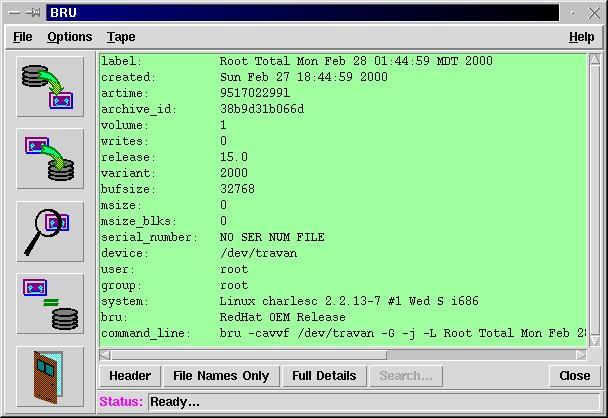 BRU
File Options Tape Help
label: Root Total Mon Feb 28 01:44:59 MDT 2000
created: Sun Feb 27 18:44:59 2000
artime: 951702299l
archive_id: 38b9d31b066d
volume: 1
writes: 0
release: 15.0
variant: 2000
bufsize: 32768
msize: 0
msize_blks: 0
serial_number: NO SER NUM FILE
device: /dev/travan
user: root
group: root
system: Linux charlesc 2.2.13-7 #1 Wed S i686
bru: RedHat OEM Release
command_line: bru -cavvf /dev/travan -G -j -L Root Total Mon Feb 28
Header File Names Only Full Details Search... Close
Status: Ready...